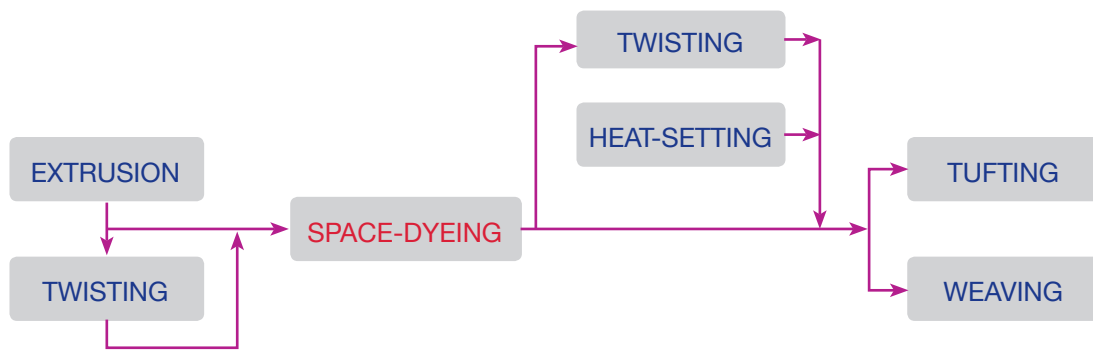 TWISTING
HEAT-SETTING
EXTRUSION
TUFTING
SPACE-DYEING
TWISTING
WEAVING